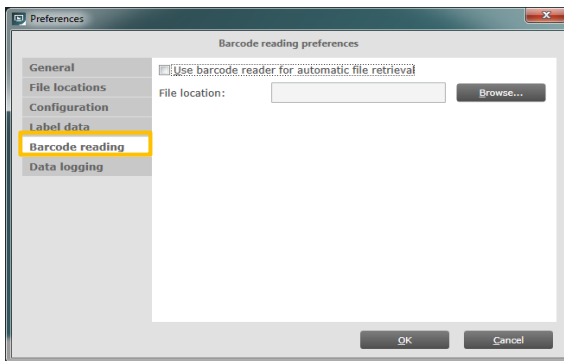 Preferences
Barcode reading preferences
General
File locations
Configuration
Label data
Barcode reading
Data logging
Use barcode reader for automatic file retrieval
File location:
Browse...
OK
Cancel